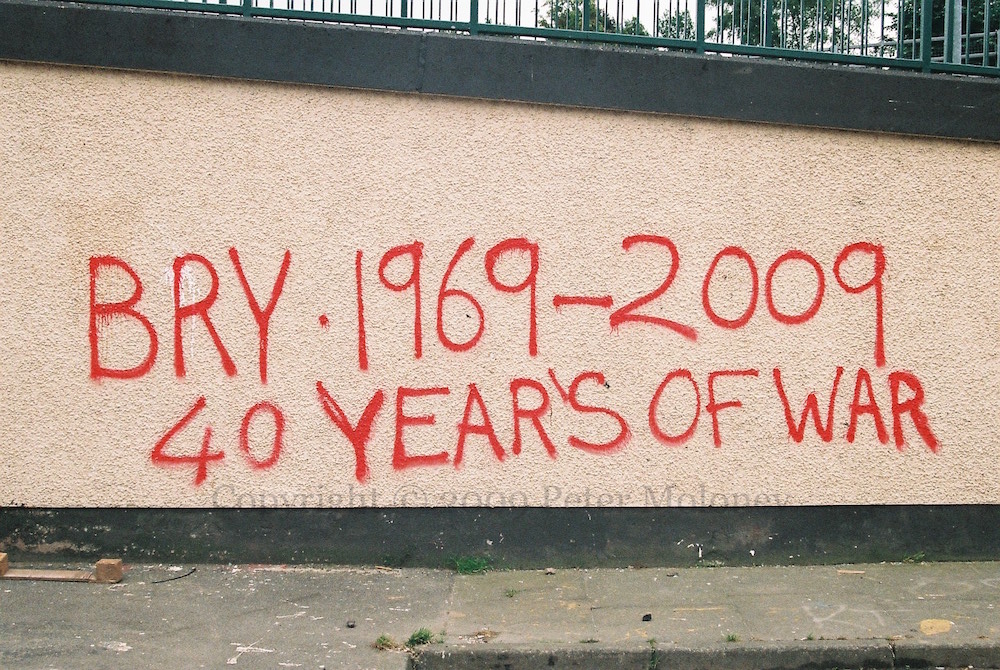 BRY · 1969-2009
40 YEAR'S OF WAR
Copyright © 2009 Peter Moloney